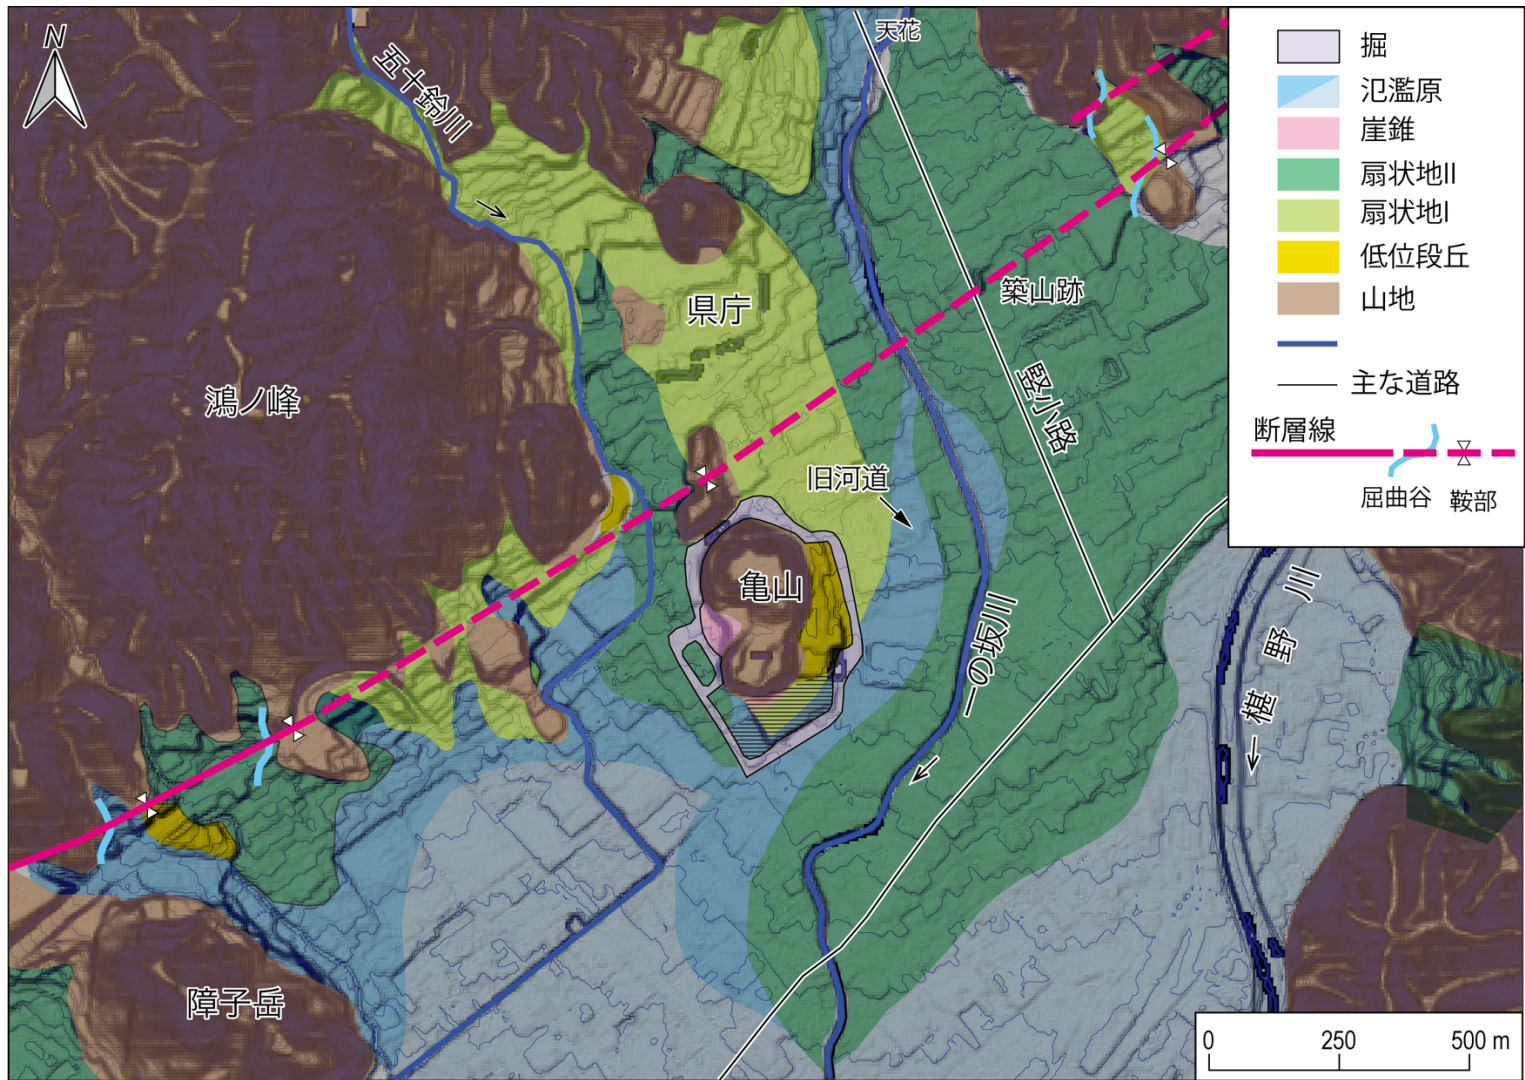 N
五十鈴川
天花
県庁
築山跡
竪小路
鴻ノ峰
旧河道
亀山
一の坂川
椹野川
障子岳
掘
氾濫原
崖錐
扇状地II
扇状地I
低位段丘
山地
主な道路
断層線
屈曲谷
鞍部
0 250 500 m